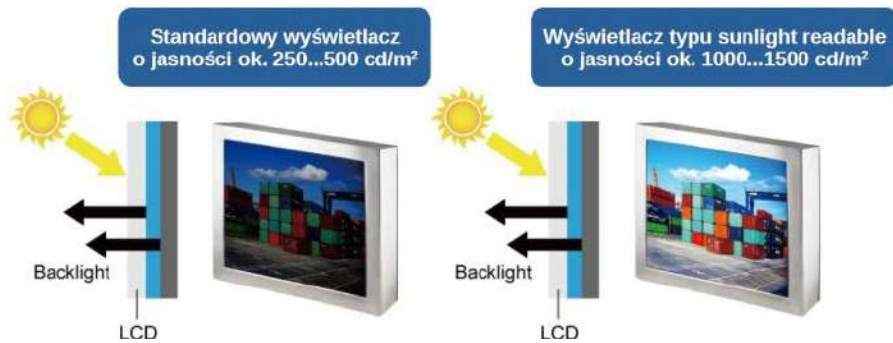 Standardowy wyświetlacz
o jasności ok. 250...500 cd/m²
Wyświetlacz typu sunlight readable
o jasności ok. 1000...1500 cd/m²
Backlight
LCD
Backlight
LCD